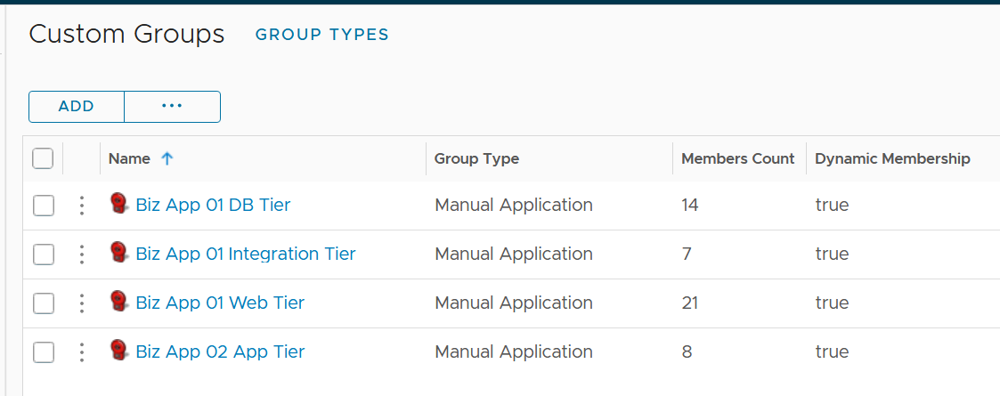 Custom Groups GROUP TYPES
ADD ...
Name ↑ Group Type Members Count Dynamic Membership
Biz App 01 DB Tier Manual Application 14 true
Biz App 01 Integration Tier Manual Application 7 true
Biz App 01 Web Tier Manual Application 21 true
Biz App 02 App Tier Manual Application 8 true